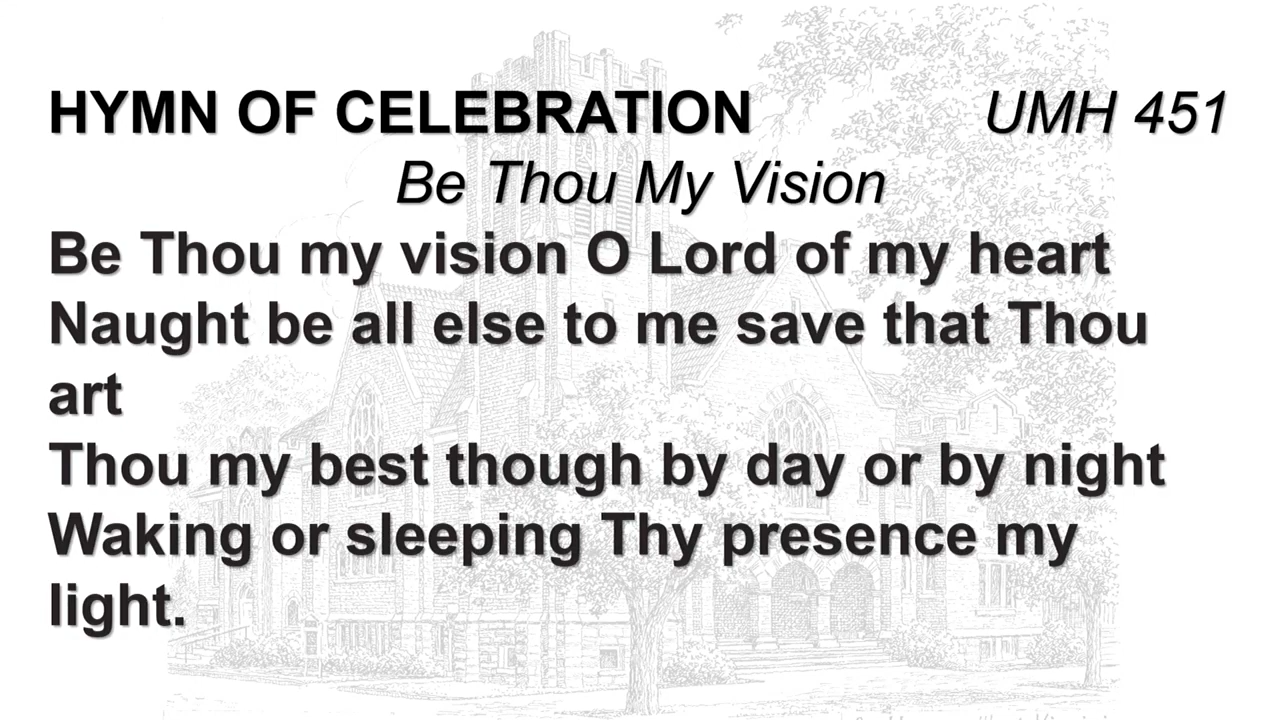 HYMN OF CELEBRATION UMH 451
Be Thou My Vision
Be Thou my vision O Lord of my heart
Naught be all else to me save that Thou
art
Thou my best though by day or by night
Waking or sleeping Thy presence my
light.